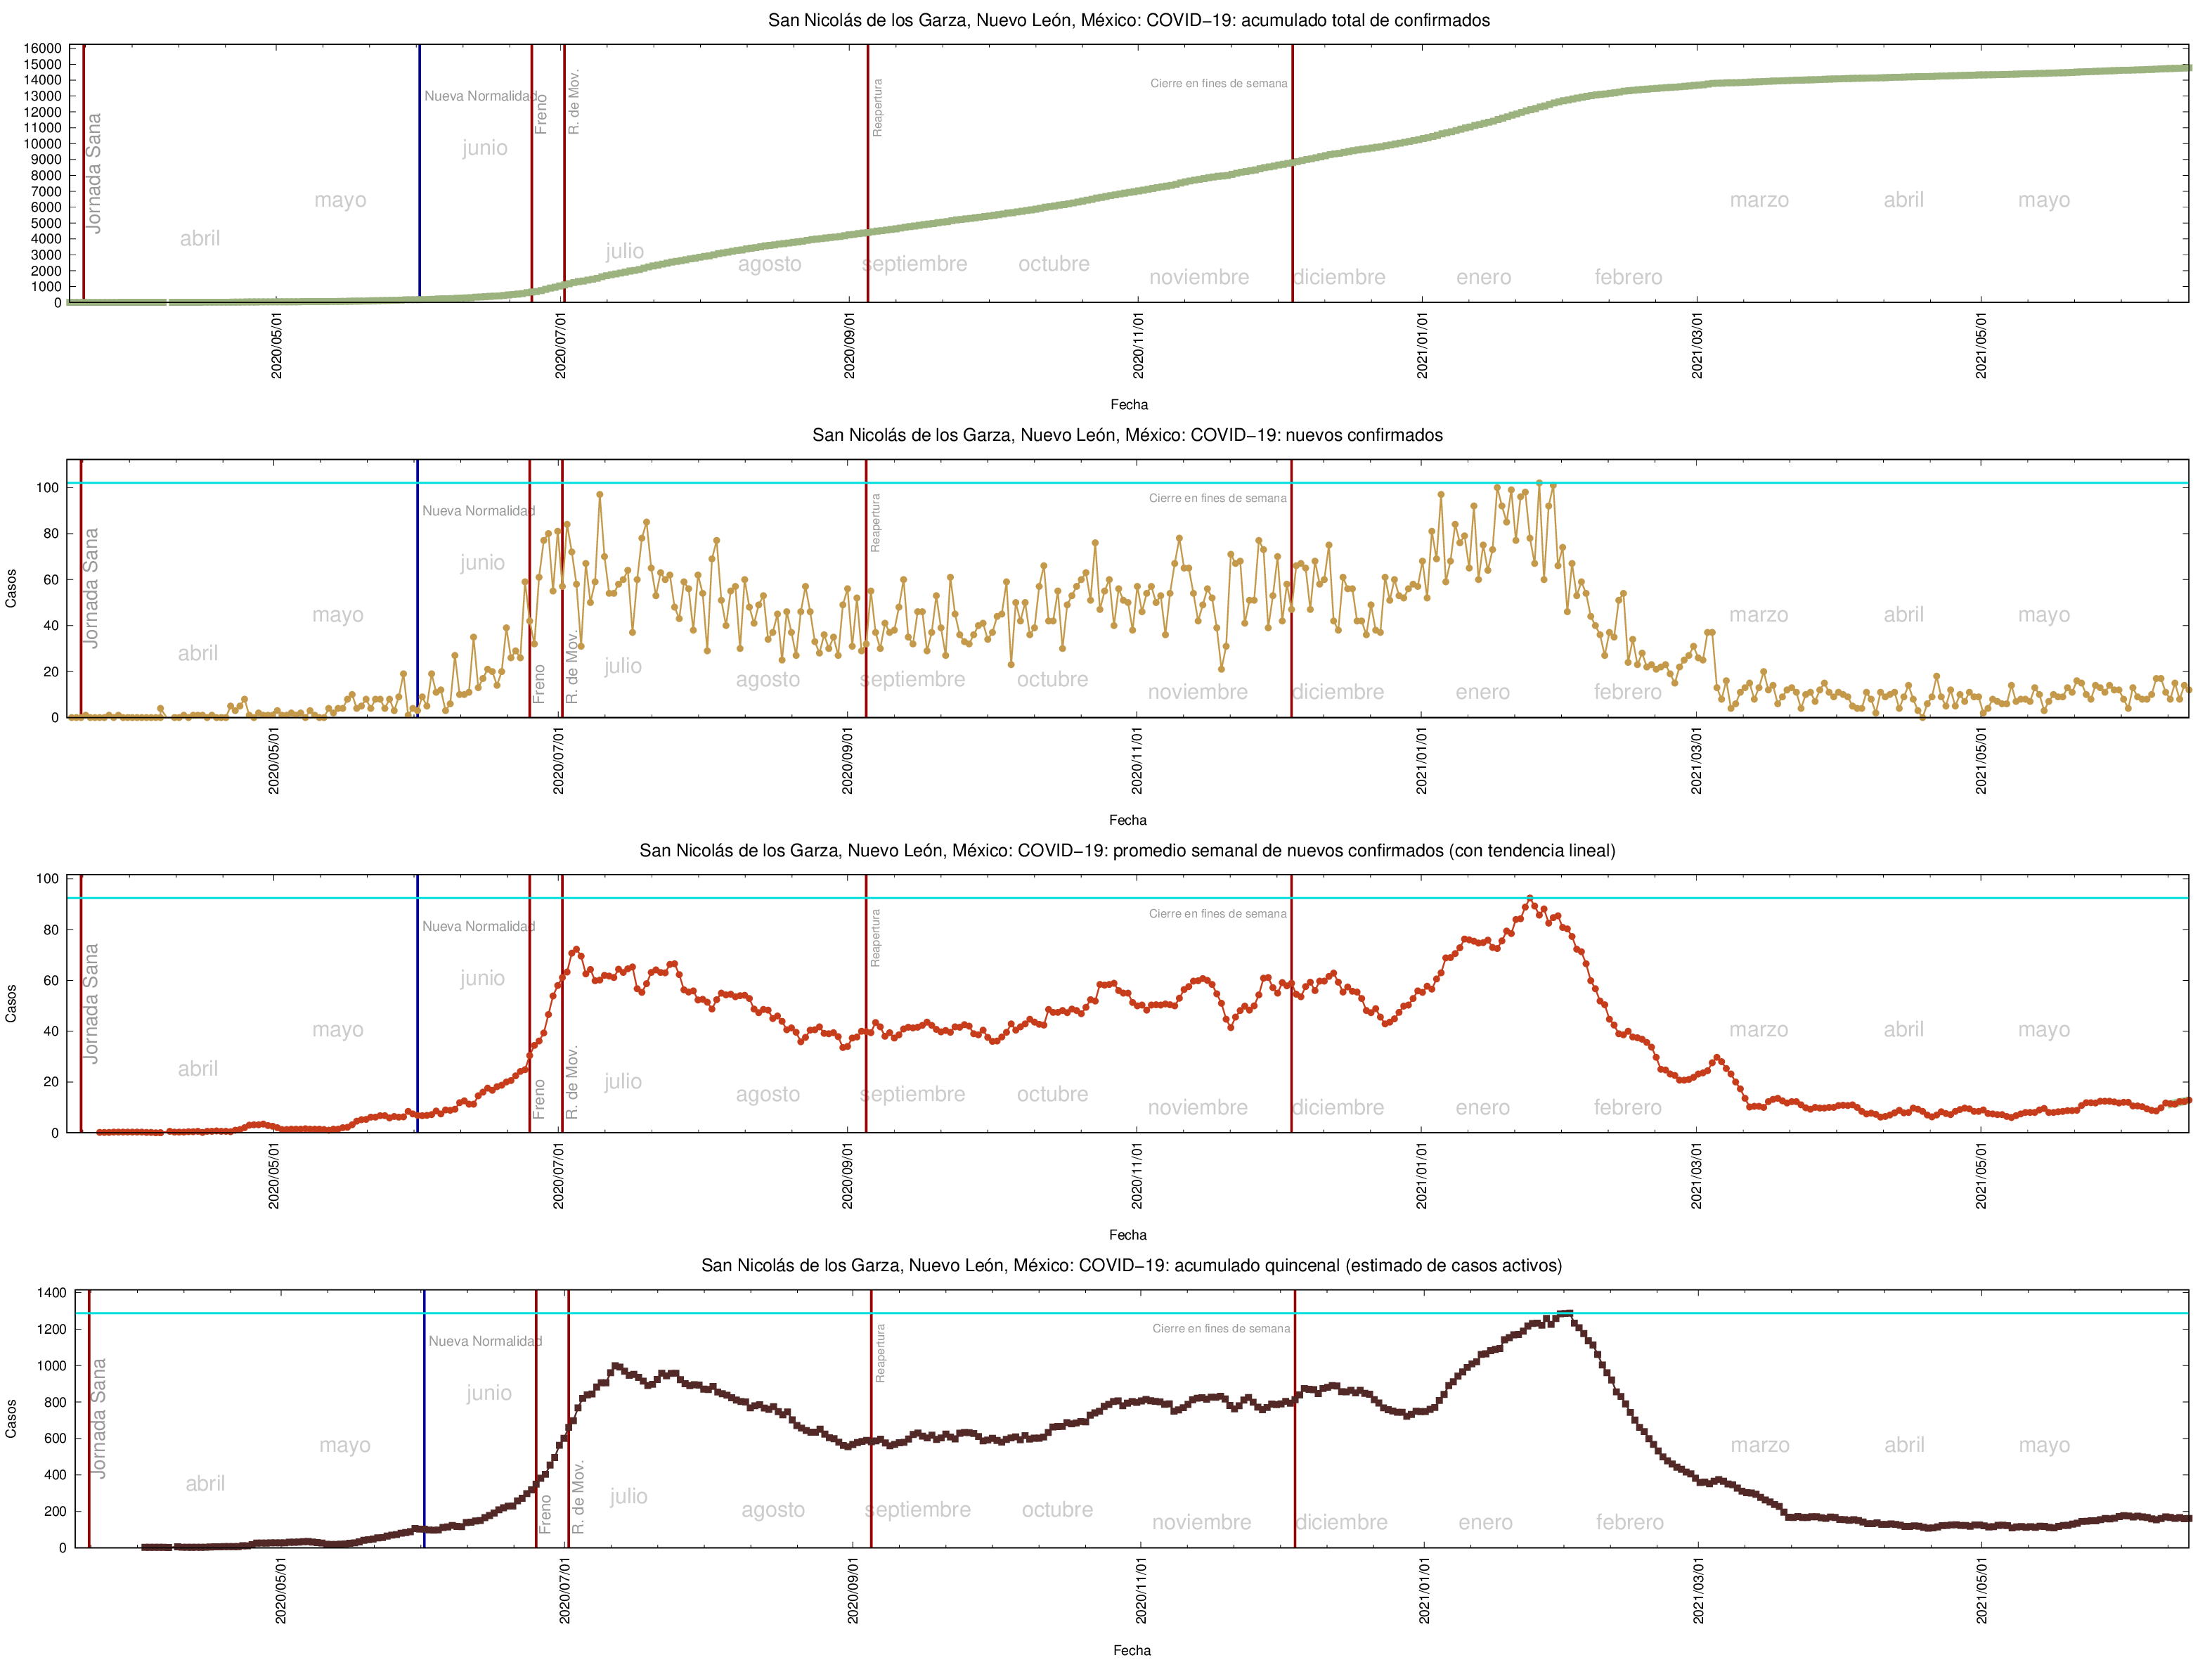 San Nicolás de los Garza, Nuevo León, México: COVID−19: acumulado total de confirmados
16000
15000
14000
13000
12000
11000
10000
9000
8000
7000
6000
5000
4000
3000
2000
1000
0
Jornada Sana
abril
mayo
Nueva Normalidad
junio
Freno
R. de Mov.
julio
agosto
Reapertura
septiembre
octubre
noviembre
Cierre en fines de semana
diciembre
enero
febrero
marzo
abril
mayo
2020/05/01
2020/07/01
2020/09/01
2020/11/01
2021/01/01
2021/03/01
2021/05/01
Fecha
San Nicolás de los Garza, Nuevo León, México: COVID−19: nuevos confirmados
Casos
100
80
60
40
20
0
Jornada Sana
abril
mayo
Nueva Normalidad
junio
Freno
R. de Mov.
julio
agosto
Reapertura
septiembre
octubre
noviembre
Cierre en fines de semana
diciembre
enero
febrero
marzo
abril
mayo
2020/05/01
2020/07/01
2020/09/01
2020/11/01
2021/01/01
2021/03/01
2021/05/01
Fecha
San Nicolás de los Garza, Nuevo León, México: COVID−19: promedio semanal de nuevos confirmados (con tendencia lineal)
Casos
100
80
60
40
20
0
Jornada Sana
abril
mayo
Nueva Normalidad
junio
Freno
R. de Mov.
julio
agosto
Reapertura
septiembre
octubre
noviembre
Cierre en fines de semana
diciembre
enero
febrero
marzo
abril
mayo
2020/05/01
2020/07/01
2020/09/01
2020/11/01
2021/01/01
2021/03/01
2021/05/01
Fecha
San Nicolás de los Garza, Nuevo León, México: COVID−19: acumulado quincenal (estimado de casos activos)
Casos
1400
1200
1000
800
600
400
200
0
Jornada Sana
abril
mayo
Nueva Normalidad
junio
Freno
R. de Mov.
julio
agosto
Reapertura
septiembre
octubre
noviembre
Cierre en fines de semana
diciembre
enero
febrero
marzo
abril
mayo
2020/05/01
2020/07/01
2020/09/01
2020/11/01
2021/01/01
2021/03/01
2021/05/01
Fecha